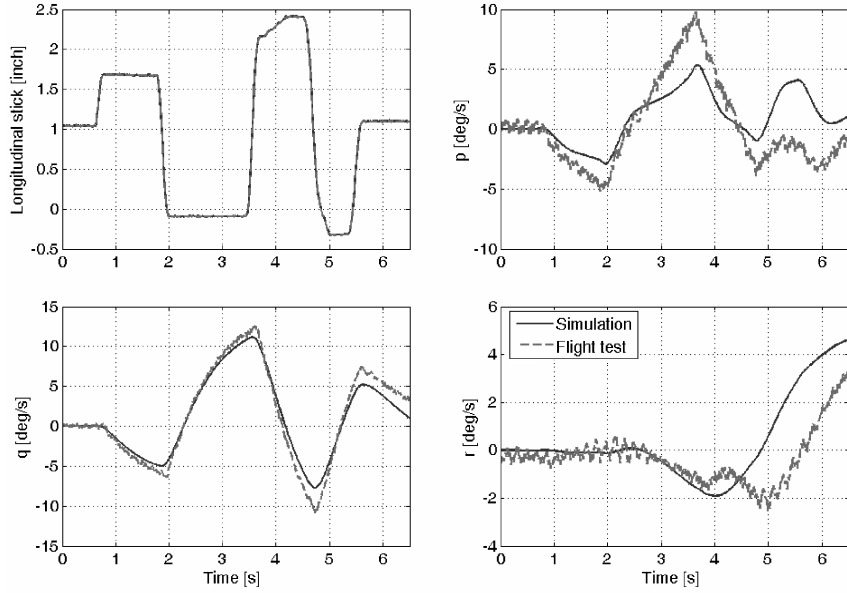 Longitudinal stick [inch]
2.5
2
1.5
1
0.5
0
-0.5
0 1 2 3 4 5 6
p [deg/s]
10
5
0
-5
-10
0 1 2 3 4 5 6
q [deg/s]
15
10
5
0
-5
-10
-15
0 1 2 3 4 5 6
Time [s]
r [deg/s]
6
4
2
0
-2
-4
0 1 2 3 4 5 6
Time [s]
Simulation
Flight test